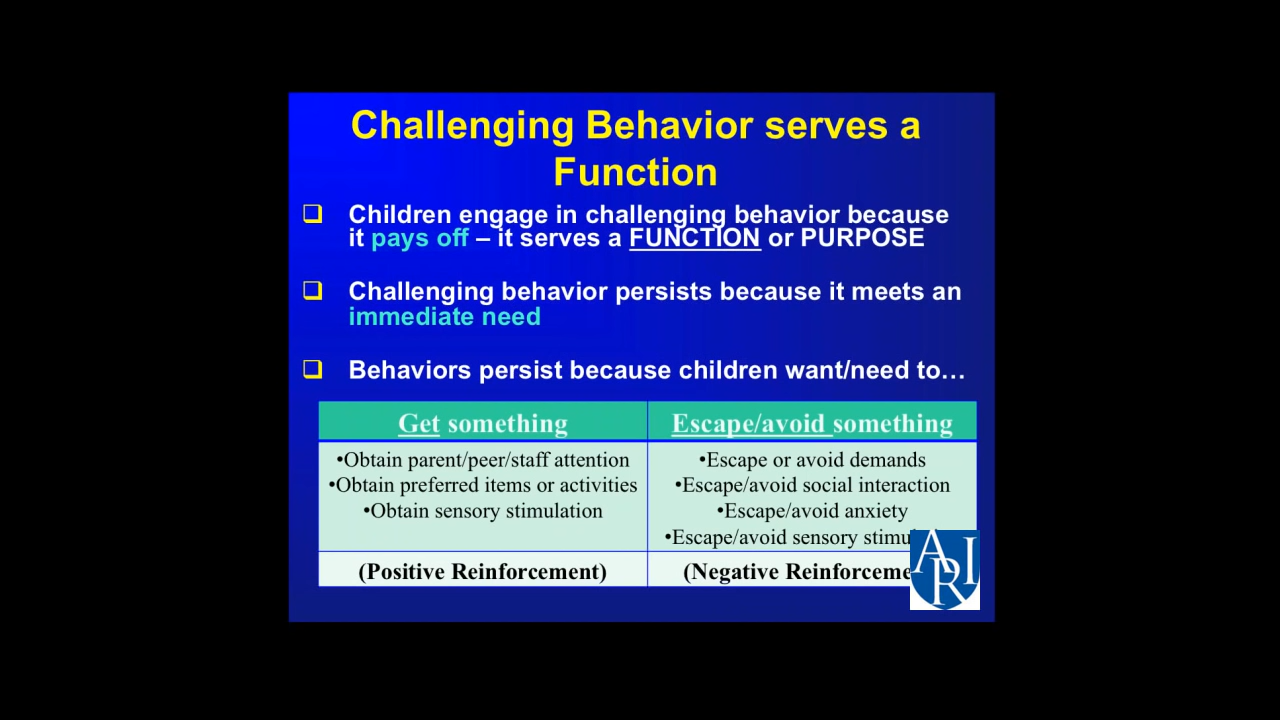 Challenging Behavior serves a
Function
❑ Children engage in challenging behavior because
it pays off – it serves a FUNCTION or PURPOSE
❑ Challenging behavior persists because it meets an
immediate need
❑ Behaviors persist because children want/need to…
Get something
Escape/avoid something
•Obtain parent/peer/staff attention
•Obtain preferred items or activities
•Obtain sensory stimulation
•Escape or avoid demands
•Escape/avoid social interaction
•Escape/avoid anxiety
•Escape/avoid sensory
(Positive Reinforcement)
(Negative
ARI